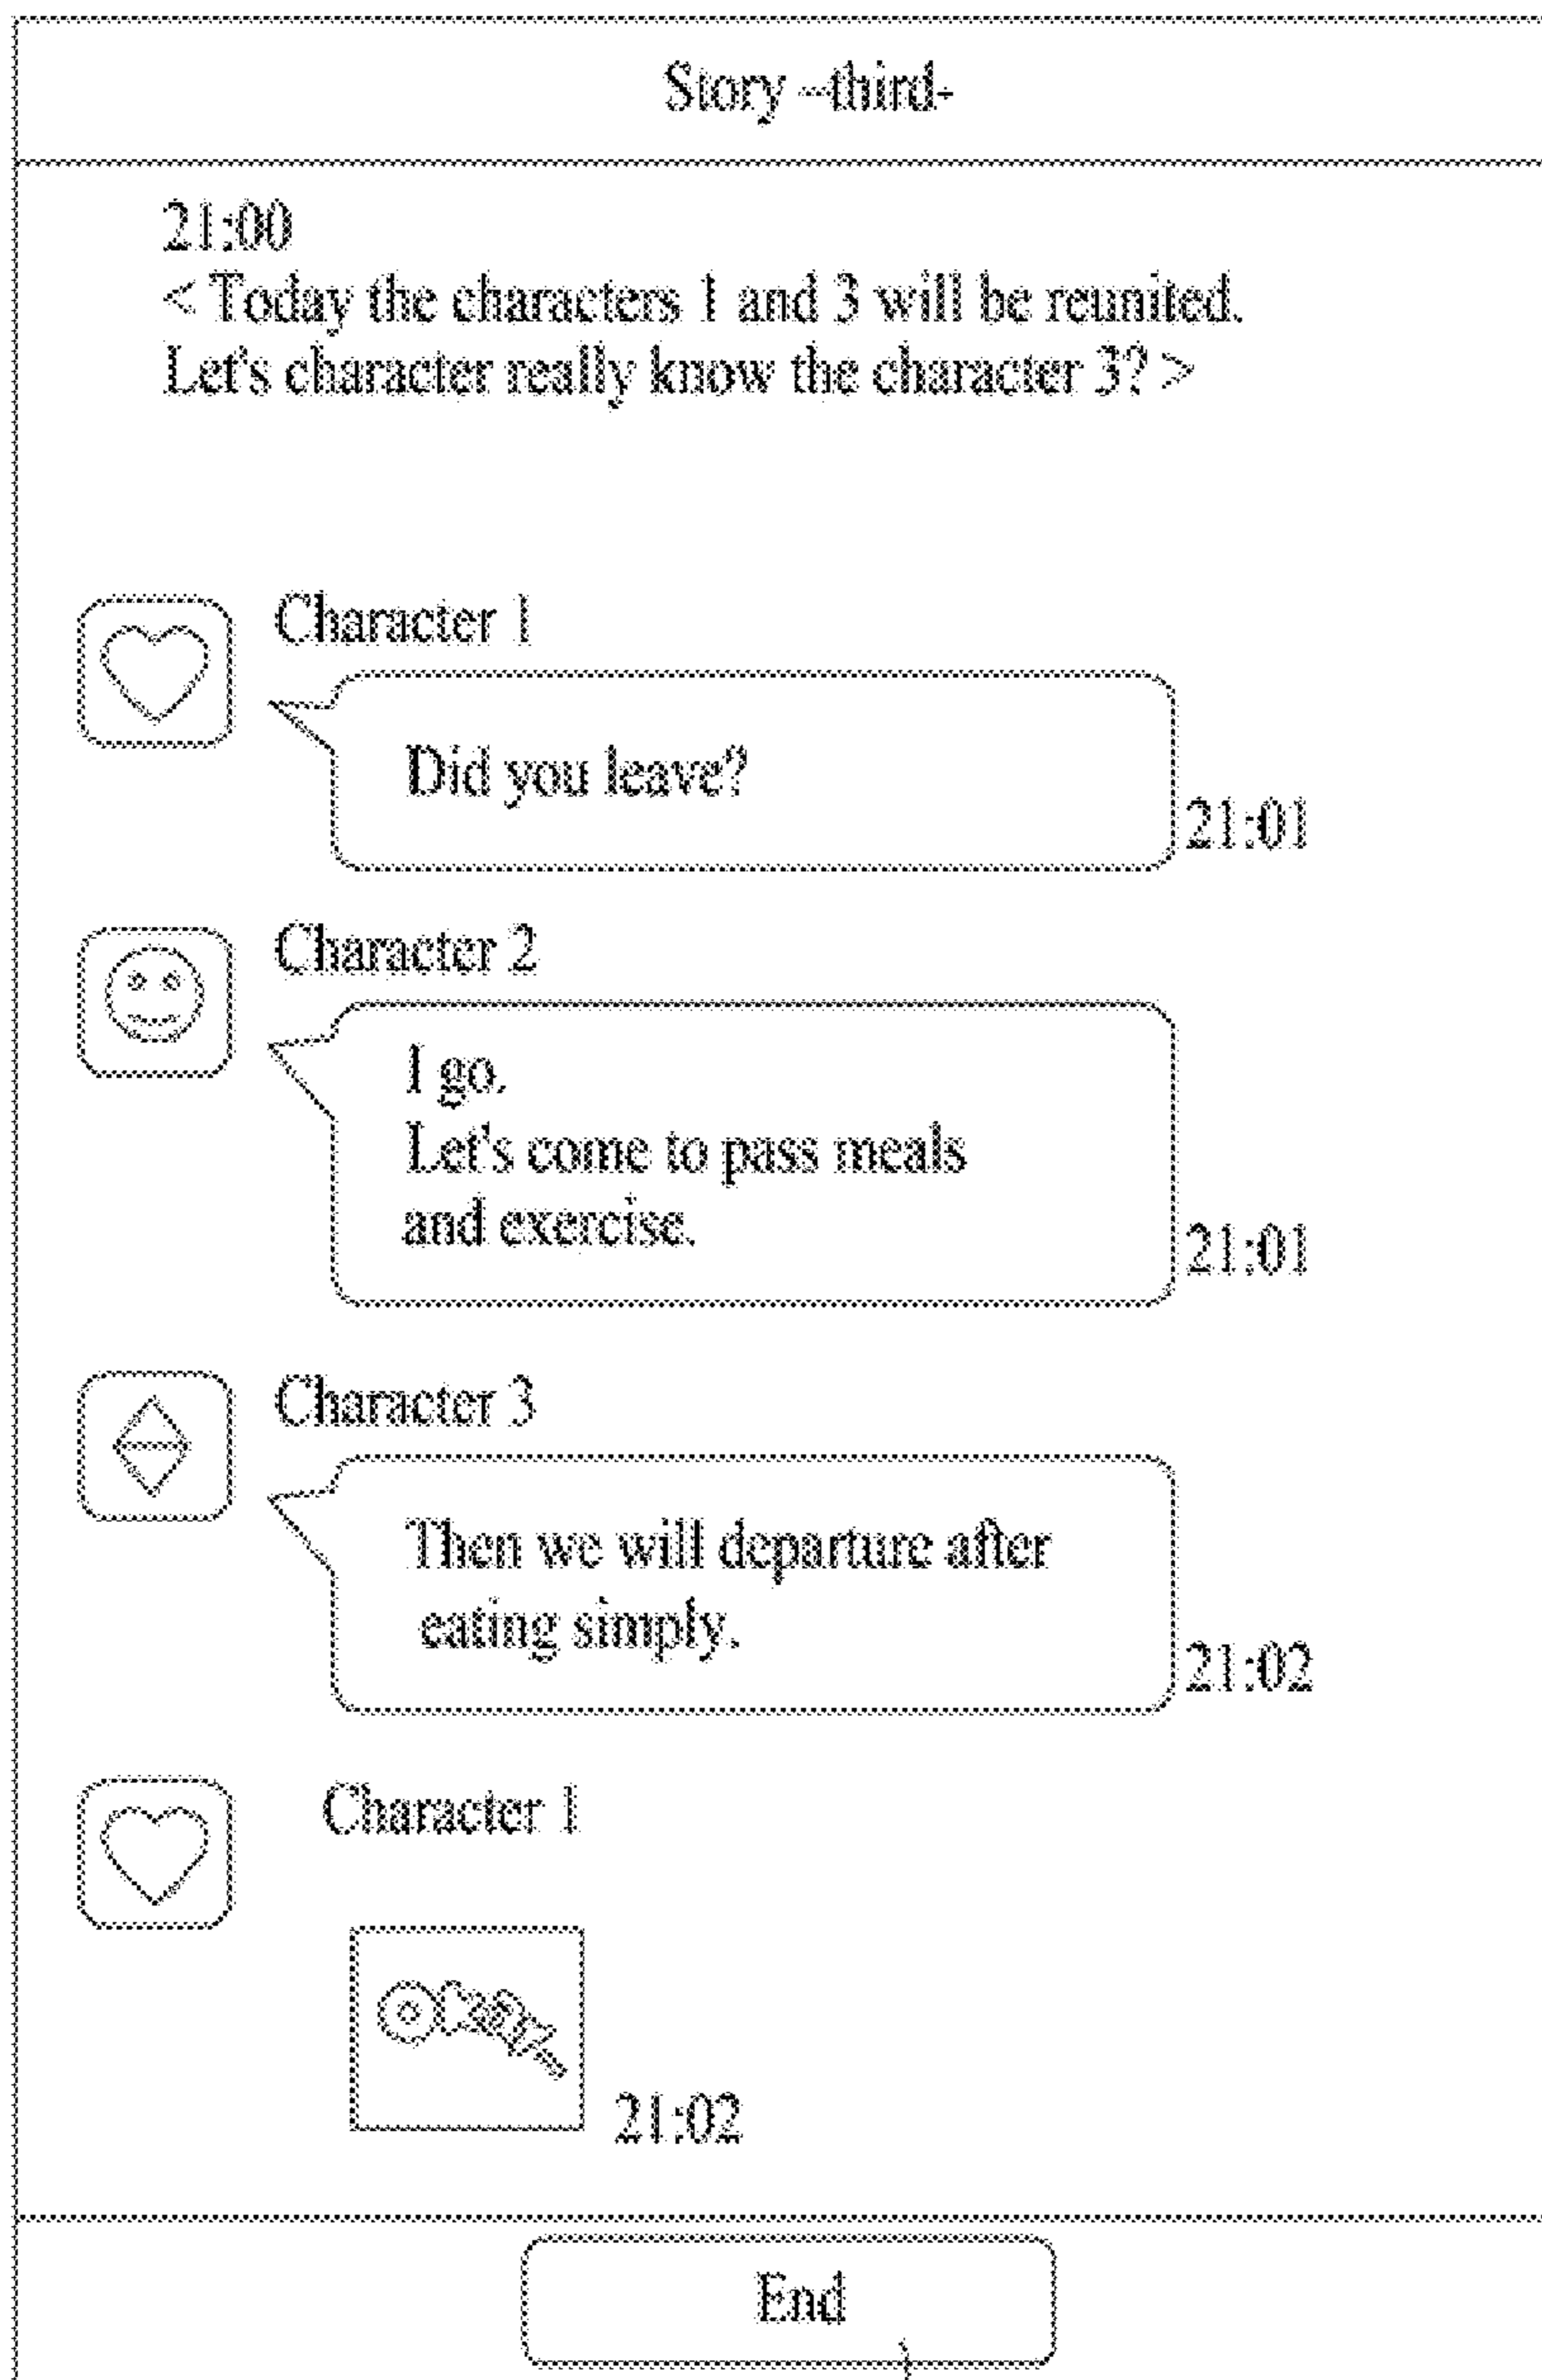 Story --third-
21:00
< Today the characters 1 and 3 will be reunited.
Let's character really know the character 3? >
Character 1
Did you leave?
21:01
Character 2
I go.
Let's come to pass meals
and exercise.
21:01
Character 3
Then we will departure after
eating simply.
21:02
Character 1
21:02
End